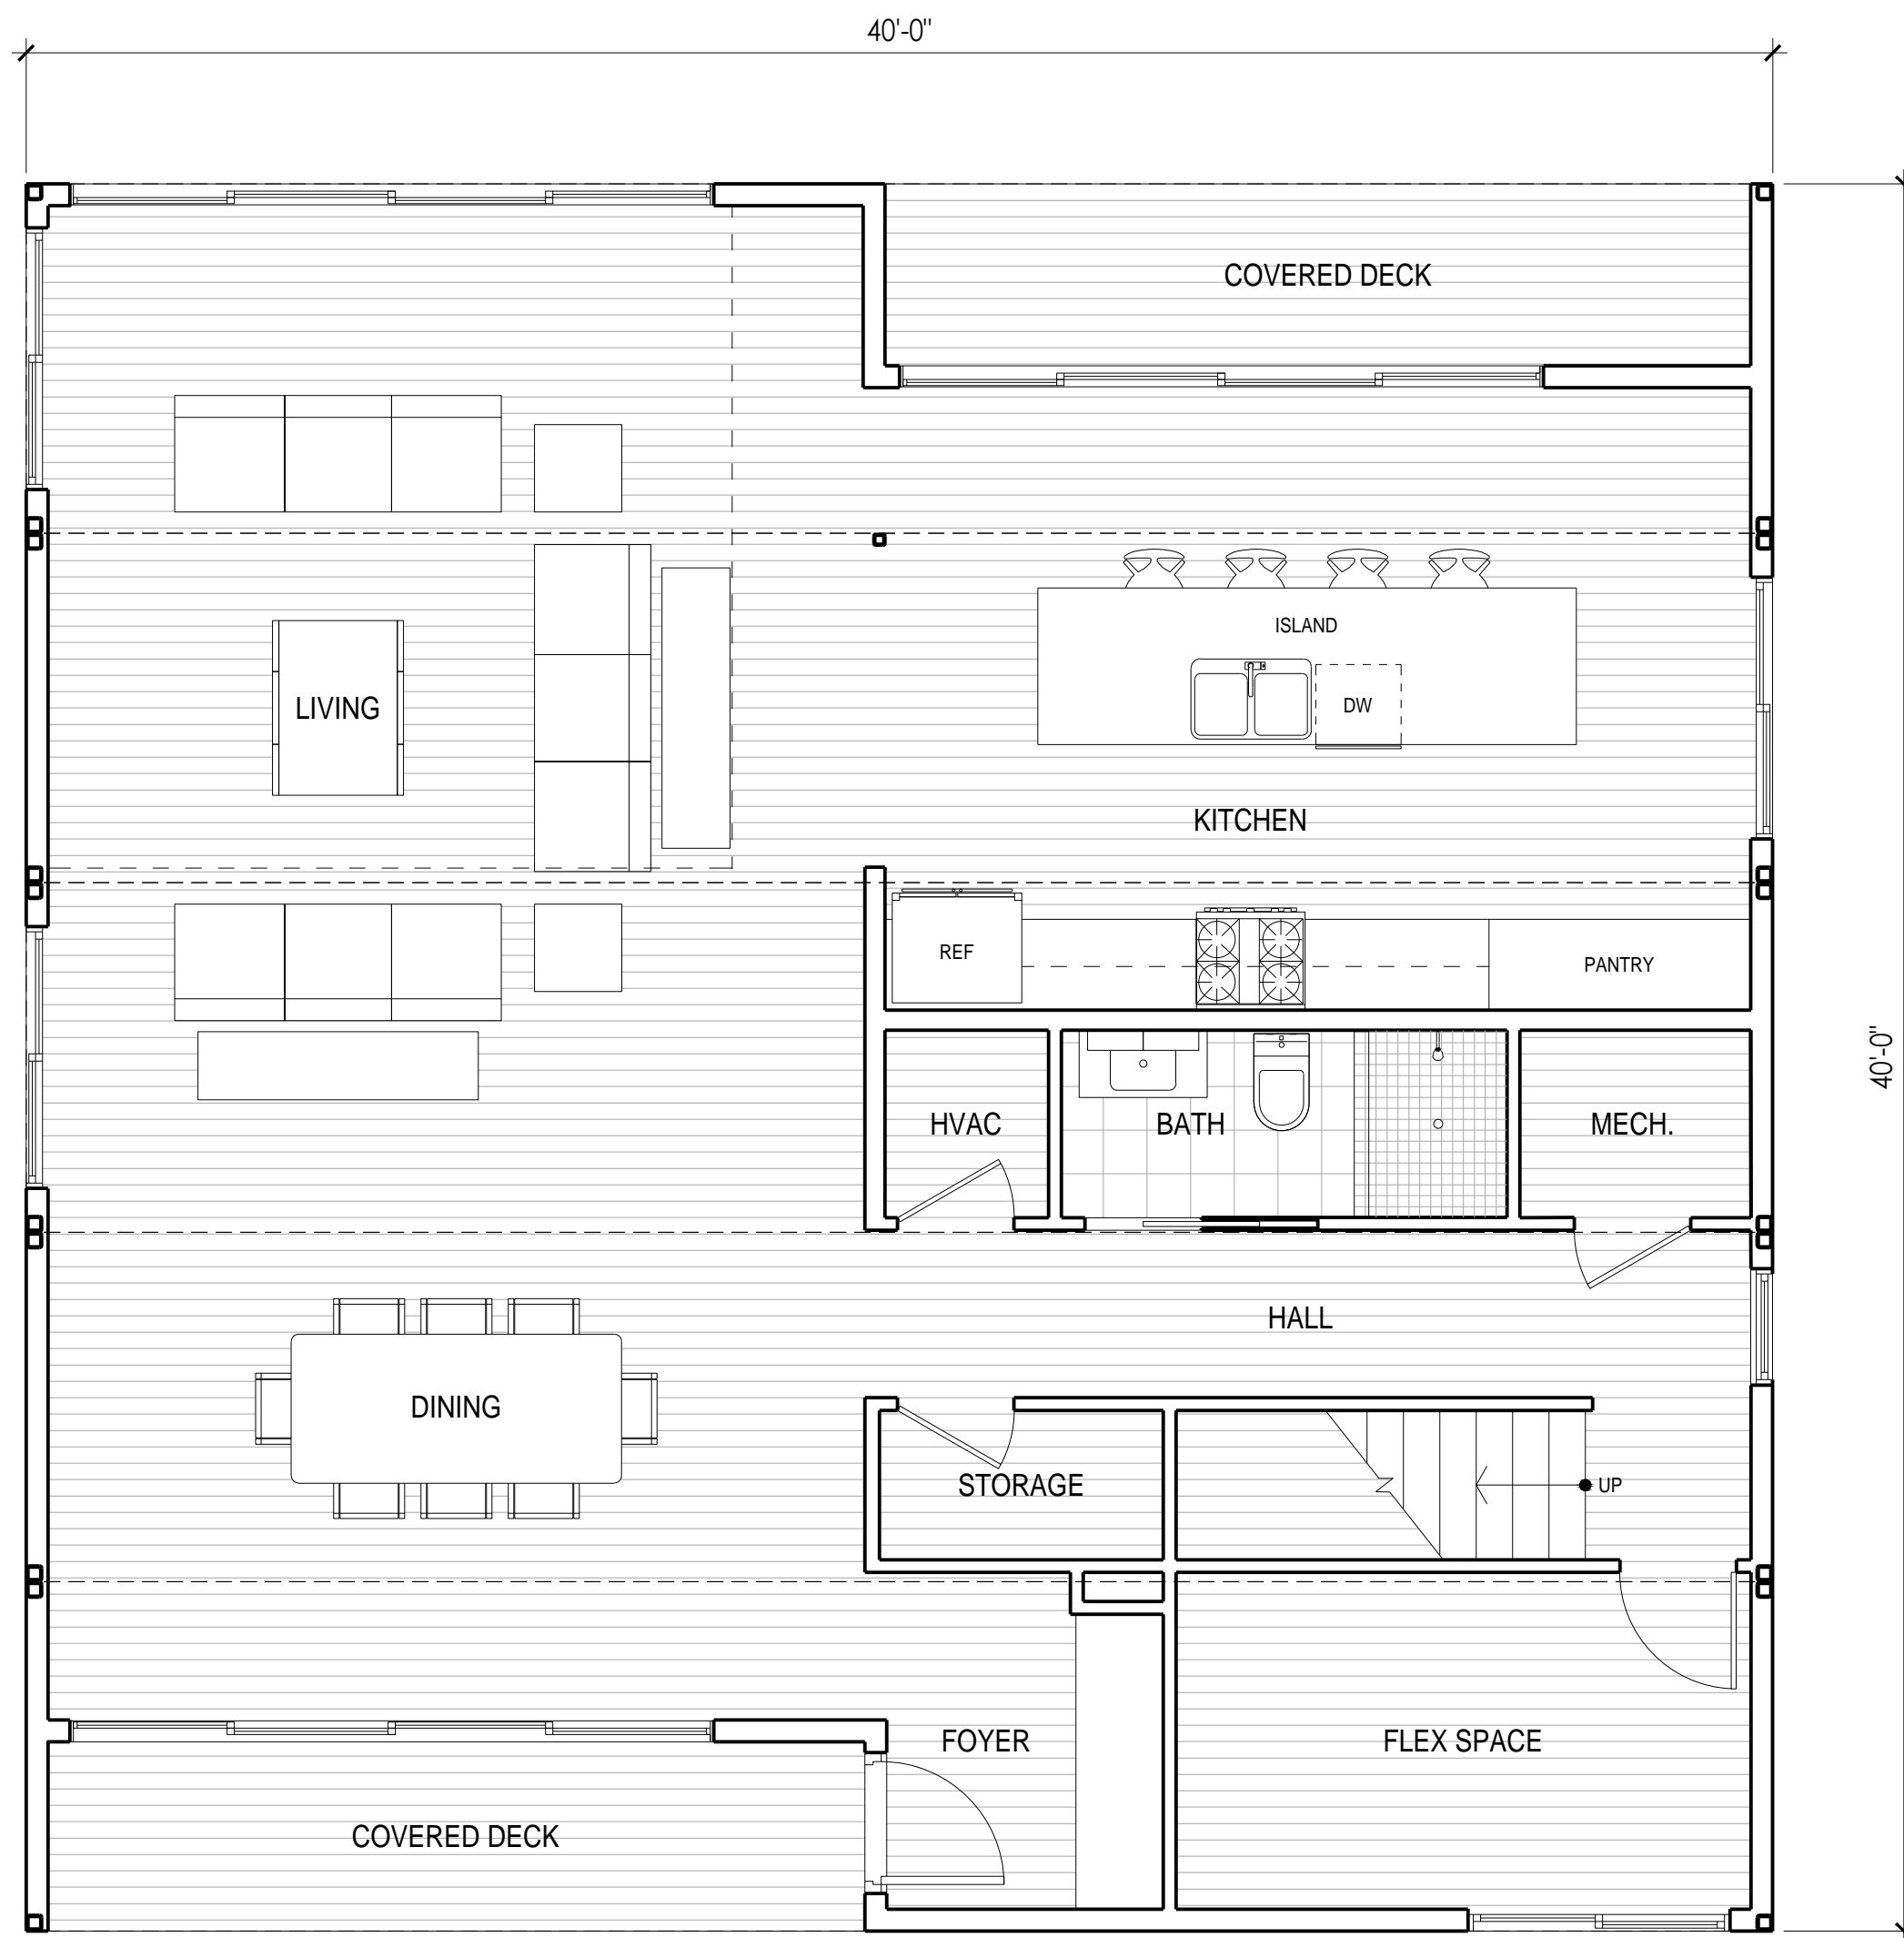 40'-0"
COVERED DECK
ISLAND
LIVING
DW
KITCHEN
REF
PANTRY
40'-0"
HVAC
BATH
MECH.
HALL
DINING
STORAGE
UP
FOYER
FLEX SPACE
COVERED DECK